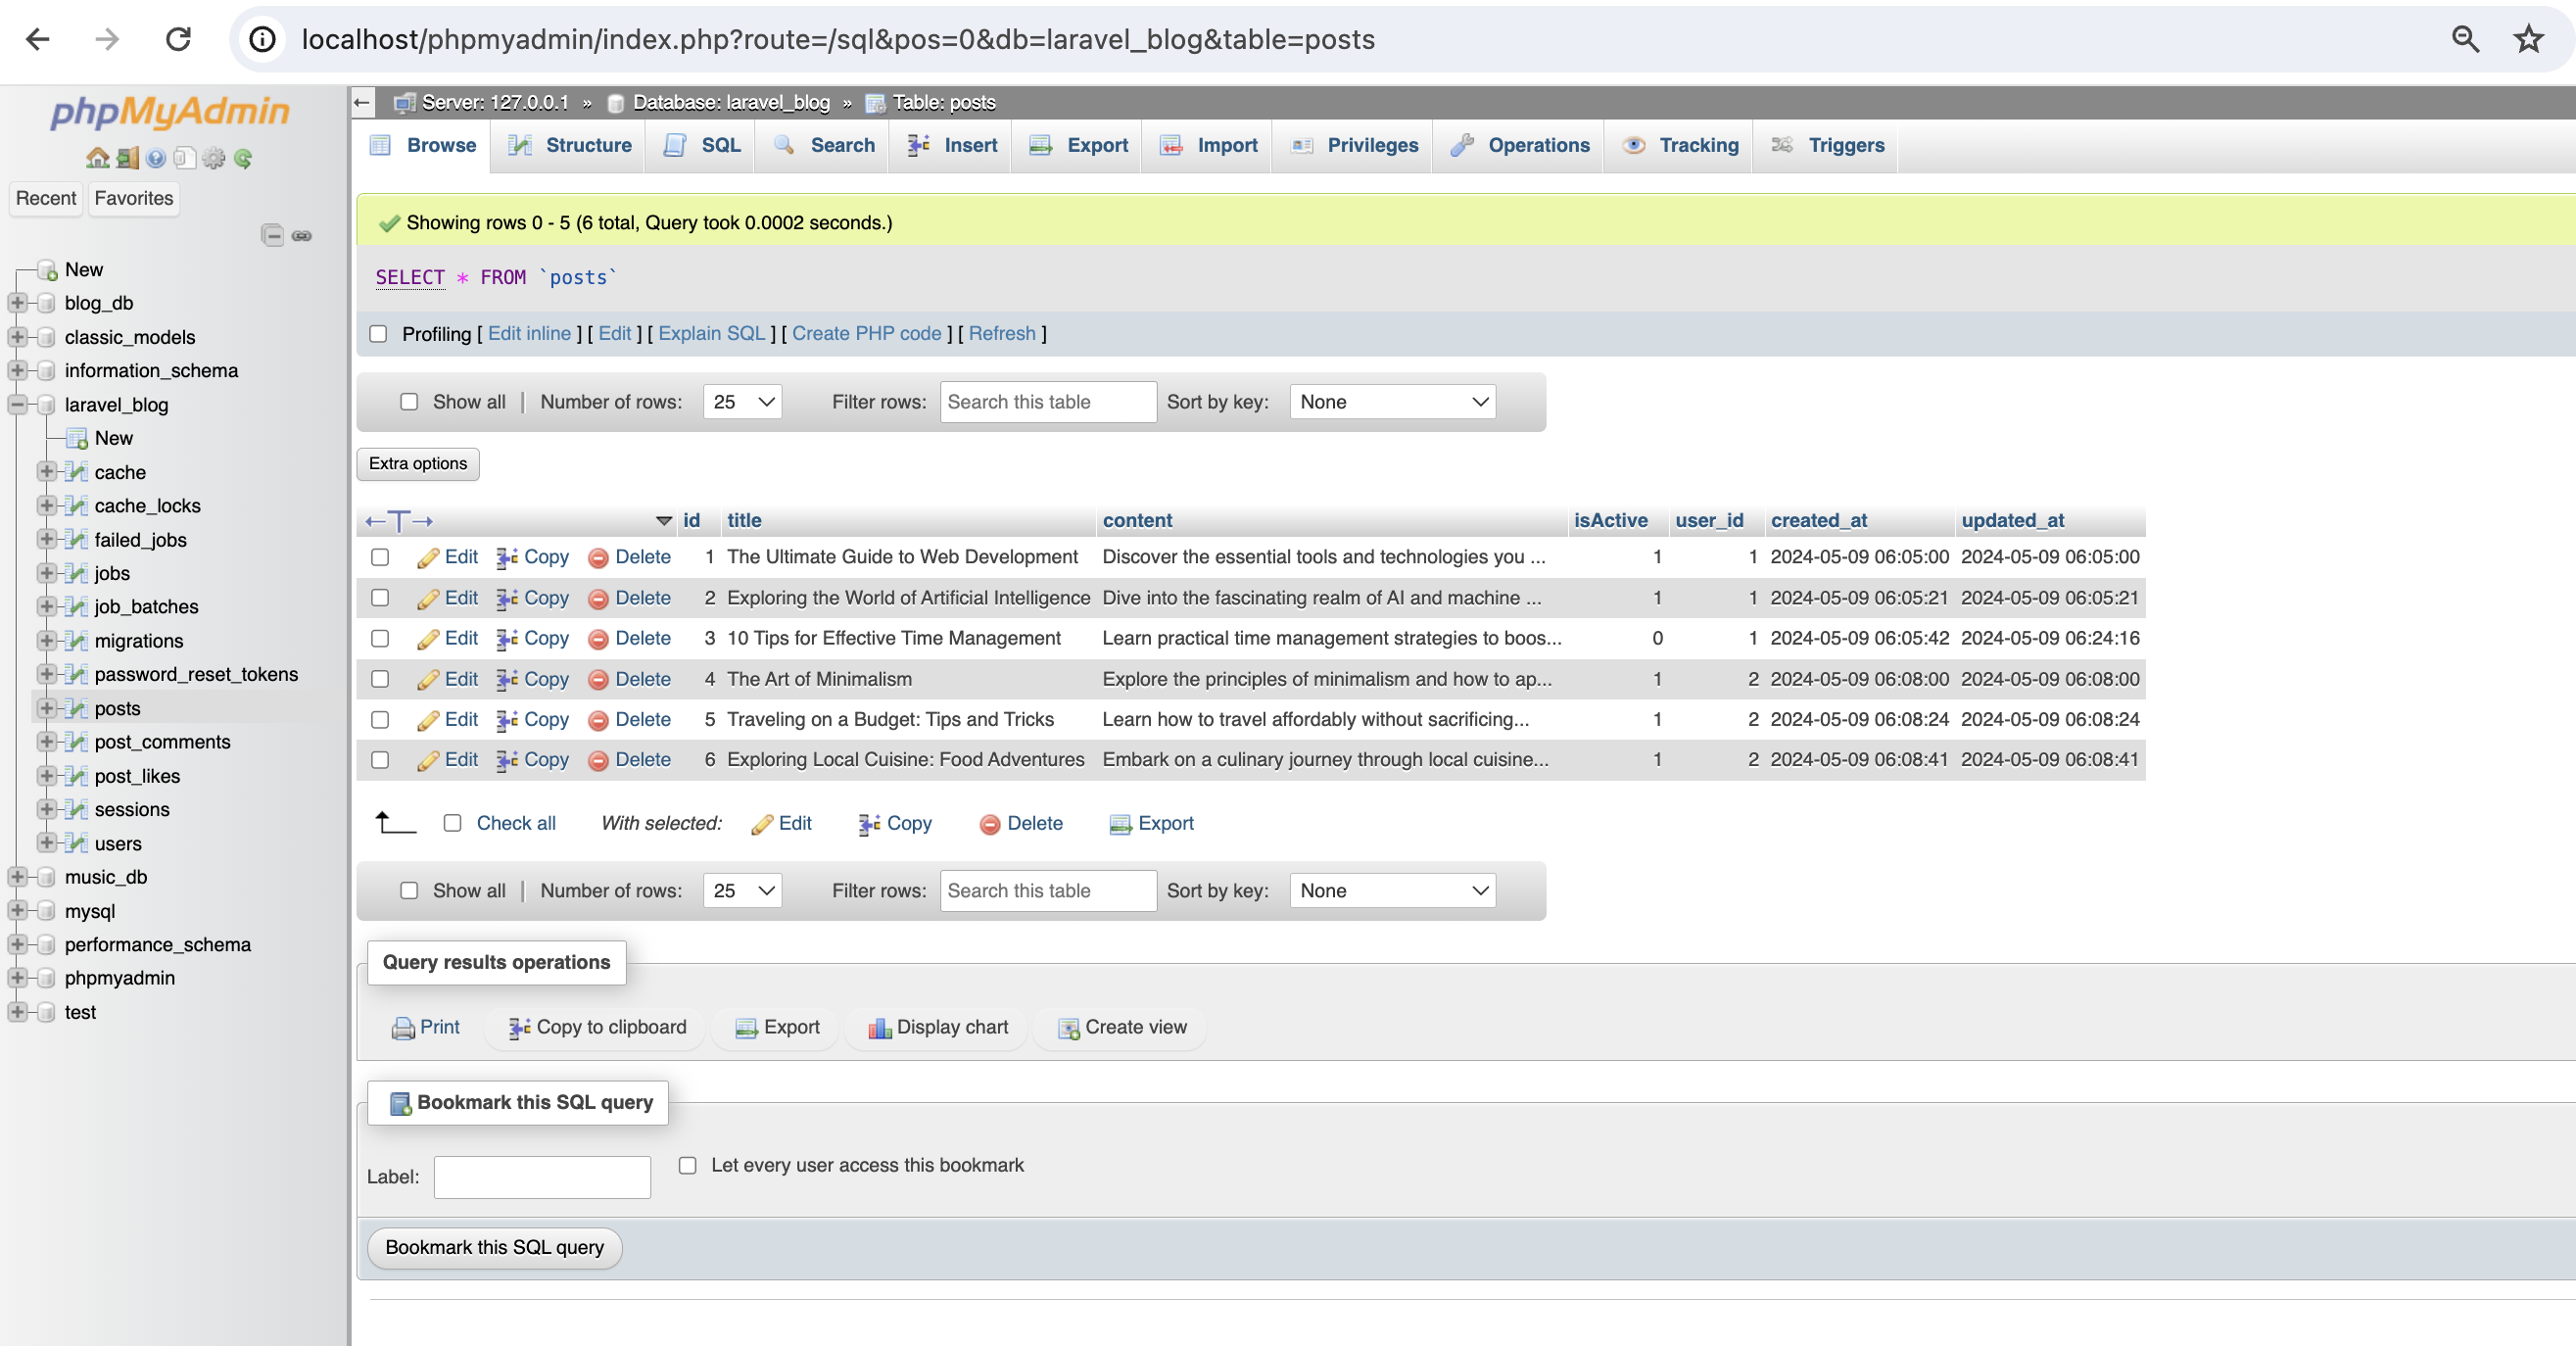 localhost/phpmyadmin/index.php?route=/sql&pos=0&db=laravel_blog&table=posts
phpMyAdmin
Recent Favorites
New
blog_db
classic_models
information_schema
laravel_blog
New
cache
cache_locks
failed_jobs
jobs
job_batches
migrations
password_reset_tokens
posts
post_comments
post_likes
sessions
users
music_db
mysql
performance_schema
phpmyadmin
test
Server: 127.0.0.1 » Database: laravel_blog » Table: posts
Browse Structure SQL Search Insert Export Import Privileges Operations Tracking Triggers
Showing rows 0 - 5 (6 total, Query took 0.0002 seconds.)
SELECT * FROM `posts`
Profiling [ Edit inline ] [ Edit ] [ Explain SQL ] [ Create PHP code ] [ Refresh ]
Show all | Number of rows: 25 Filter rows: Search this table Sort by key: None
Extra options
id title content isActive user_id created_at updated_at
Edit Copy Delete 1 The Ultimate Guide to Web Development Discover the essential tools and technologies you ... 1 1 2024-05-09 06:05:00 2024-05-09 06:05:00
Edit Copy Delete 2 Exploring the World of Artificial Intelligence Dive into the fascinating realm of AI and machine ... 1 1 2024-05-09 06:05:21 2024-05-09 06:05:21
Edit Copy Delete 3 10 Tips for Effective Time Management Learn practical time management strategies to boos... 0 1 2024-05-09 06:05:42 2024-05-09 06:24:16
Edit Copy Delete 4 The Art of Minimalism Explore the principles of minimalism and how to ap... 1 2 2024-05-09 06:08:00 2024-05-09 06:08:00
Edit Copy Delete 5 Traveling on a Budget: Tips and Tricks Learn how to travel affordably without sacrificing... 1 2 2024-05-09 06:08:24 2024-05-09 06:08:24
Edit Copy Delete 6 Exploring Local Cuisine: Food Adventures Embark on a culinary journey through local cuisine... 1 2 2024-05-09 06:08:41 2024-05-09 06:08:41
Check all With selected: Edit Copy Delete Export
Show all | Number of rows: 25 Filter rows: Search this table Sort by key: None
Query results operations
Print Copy to clipboard Export Display chart Create view
Bookmark this SQL query
Label: Let every user access this bookmark
Bookmark this SQL query